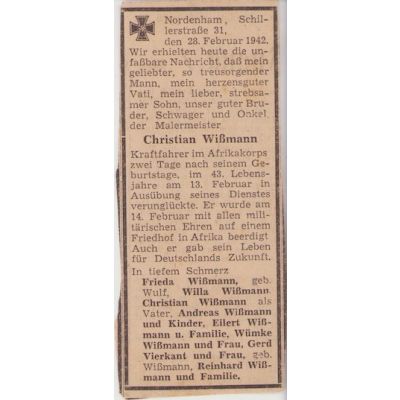 Nordenham, Schil-
lerstraße 31,
den 28. Februar 1942.
Wir erhielten heute die un-
faßbare Nachricht, daß mein
geliebter, so treusorgender
Mann, mein herzensguter
Vati, mein lieber, strebsa-
mer Sohn, unser guter Bru-
der, Schwager und Onkel,
der Malermeister
Christian Wißmann
Kraftfahrer im Afrikakorps
zwei Tage nach seinem Ge-
burtstage, im 43. Lebens-
jahre am 13. Februar in
Ausübung seines Dienstes
verunglückte. Er wurde am
14. Februar mit allen mili-
tärischen Ehren auf einem
Friedhof in Afrika beerdigt
Auch er gab sein Leben
für Deutschlands Zukunft.
In tiefem Schmerz
Frieda Wißmann, geb.
Wulf, Willa Wißmann,
Christian Wißmann als
Vater, Andreas Wißmann
und Kinder, Eilert Wiß-
mann u. Familie, Wümke
Wißmann und Frau, Gerd
Vierkant und Frau, geb.
Wißmann, Reinhard Wiß-
mann und Familie.